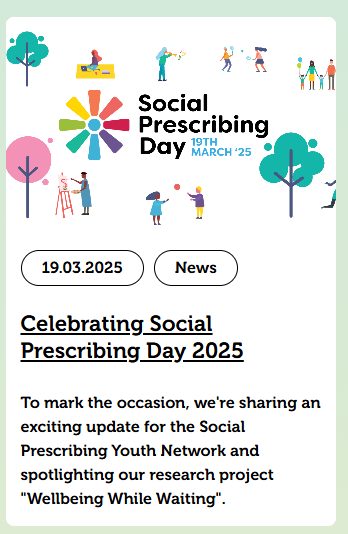 Social
Prescribing
Day 19TH
MARCH '25
19.03.2025
News
Celebrating Social
Prescribing Day 2025
To mark the occasion, we're sharing an
exciting update for the Social
Prescribing Youth Network and
spotlighting our research project
"Wellbeing While Waiting".